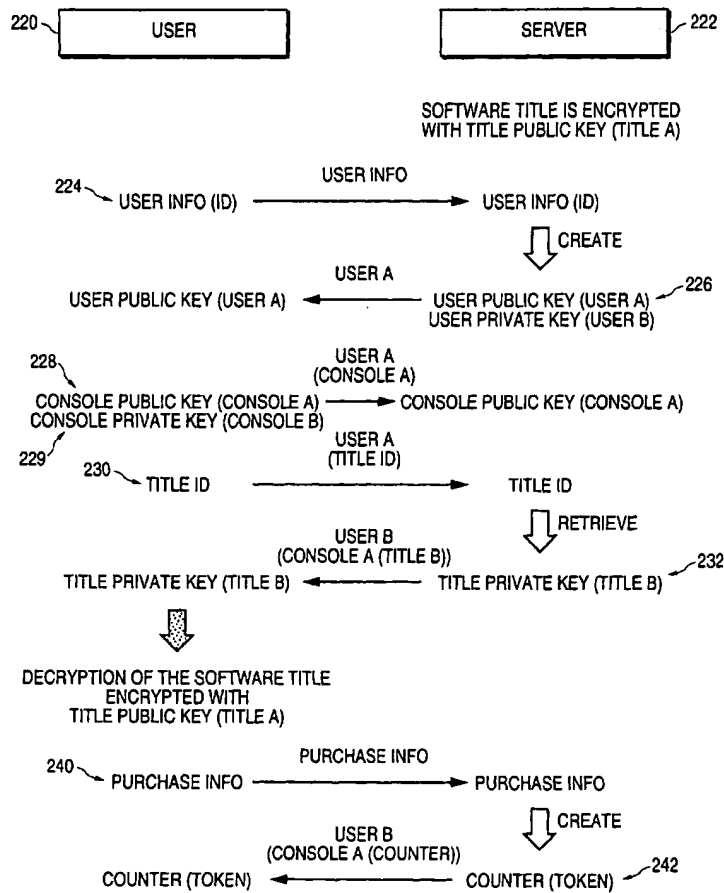 220
USER
SERVER
222
SOFTWARE TITLE IS ENCRYPTED
WITH TITLE PUBLIC KEY (TITLE A)
USER INFO
224
USER INFO (ID)
USER INFO (ID)
CREATE
USER A
226
USER PUBLIC KEY (USER A)
USER PUBLIC KEY (USER A)
USER PRIVATE KEY (USER B)
228
USER A
(CONSOLE A)
CONSOLE PUBLIC KEY (CONSOLE A)
CONSOLE PUBLIC KEY (CONSOLE A)
CONSOLE PRIVATE KEY (CONSOLE B)
229
USER A
(TITLE ID)
230
TITLE ID
TITLE ID
RETRIEVE
USER B
(CONSOLE A (TITLE B))
232
TITLE PRIVATE KEY (TITLE B)
TITLE PRIVATE KEY (TITLE B)
DECRYPTION OF THE SOFTWARE TITLE
ENCRYPTED WITH
TITLE PUBLIC KEY (TITLE A)
PURCHASE INFO
240
PURCHASE INFO
PURCHASE INFO
CREATE
USER B
(CONSOLE A (COUNTER))
242
COUNTER (TOKEN)
COUNTER (TOKEN)